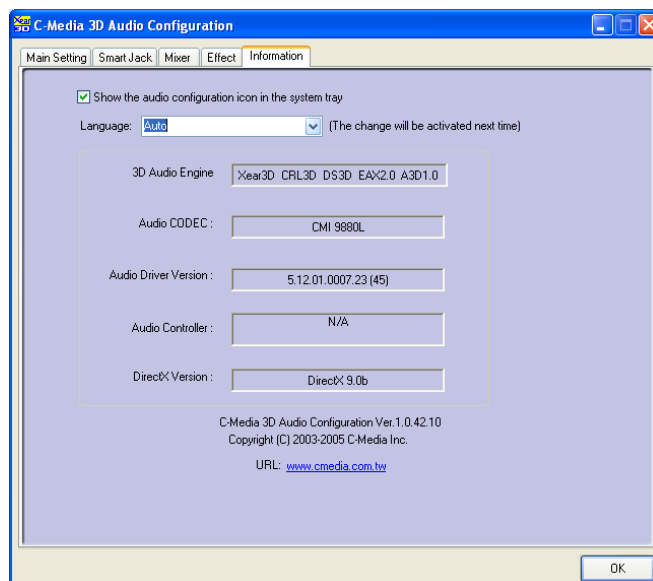 Xear 3D C-Media 3D Audio Configuration
Main Setting Smart Jack Mixer Effect Information
Show the audio configuration icon in the system tray
Language: Auto (The change will be activated next time)
3D Audio Engine Xear3D CRL3D DS3D EAX2.0 A3D1.0
Audio CODEC : CMI 9880L
Audio Driver Version : 5.12.01.0007.23 (45)
Audio Controller : N/A
DirectX Version : DirectX 9.0b
C-Media 3D Audio Configuration Ver.1.0.42.10
Copyright (C) 2003-2005 C-Media Inc.
URL: www.cmedia.com.tw
OK